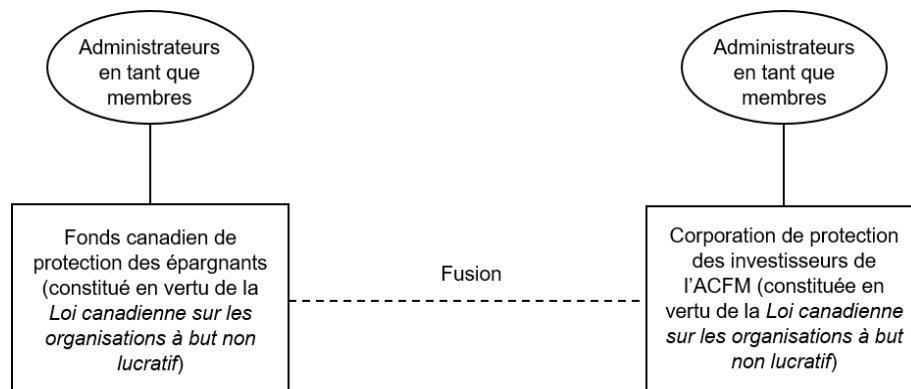 Administrateurs
en tant que
membres
Administrateurs
en tant que
membres
Fonds canadien de
protection des épargnants
(constitué en vertu de la
Loi canadienne sur les
organisations à but non
lucratif)
Fusion
Corporation de protection
des investisseurs de
l’ACFM (constituée en
vertu de la Loi canadienne
sur les organisations à but
non lucratif)